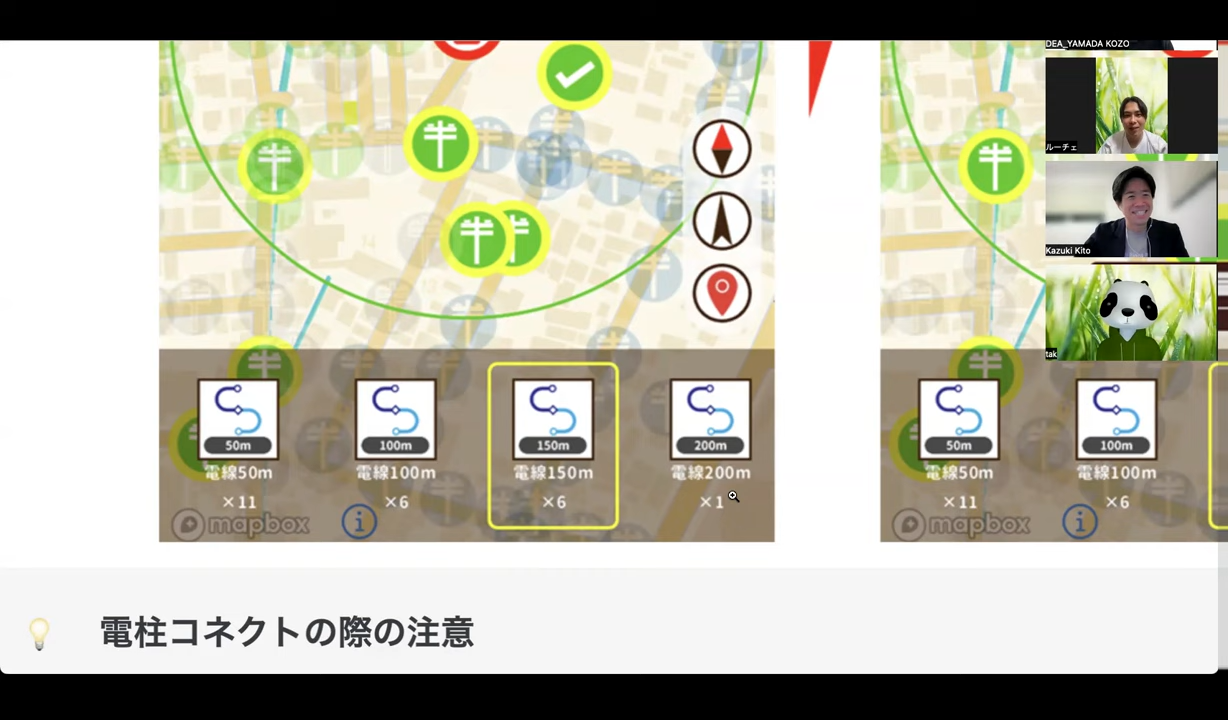 DEA_YAMADA KOZO
ルーチェ
Kazuki Kito
tak
50m
100m
150m
200m
50m
100m
電線50m
電線100m
電線150m
電線200m
電線50m
電線100m
×11
×6
×6
×1
×11
×6
mapbox
i
mapbox
i
電柱コネクトの際の注意